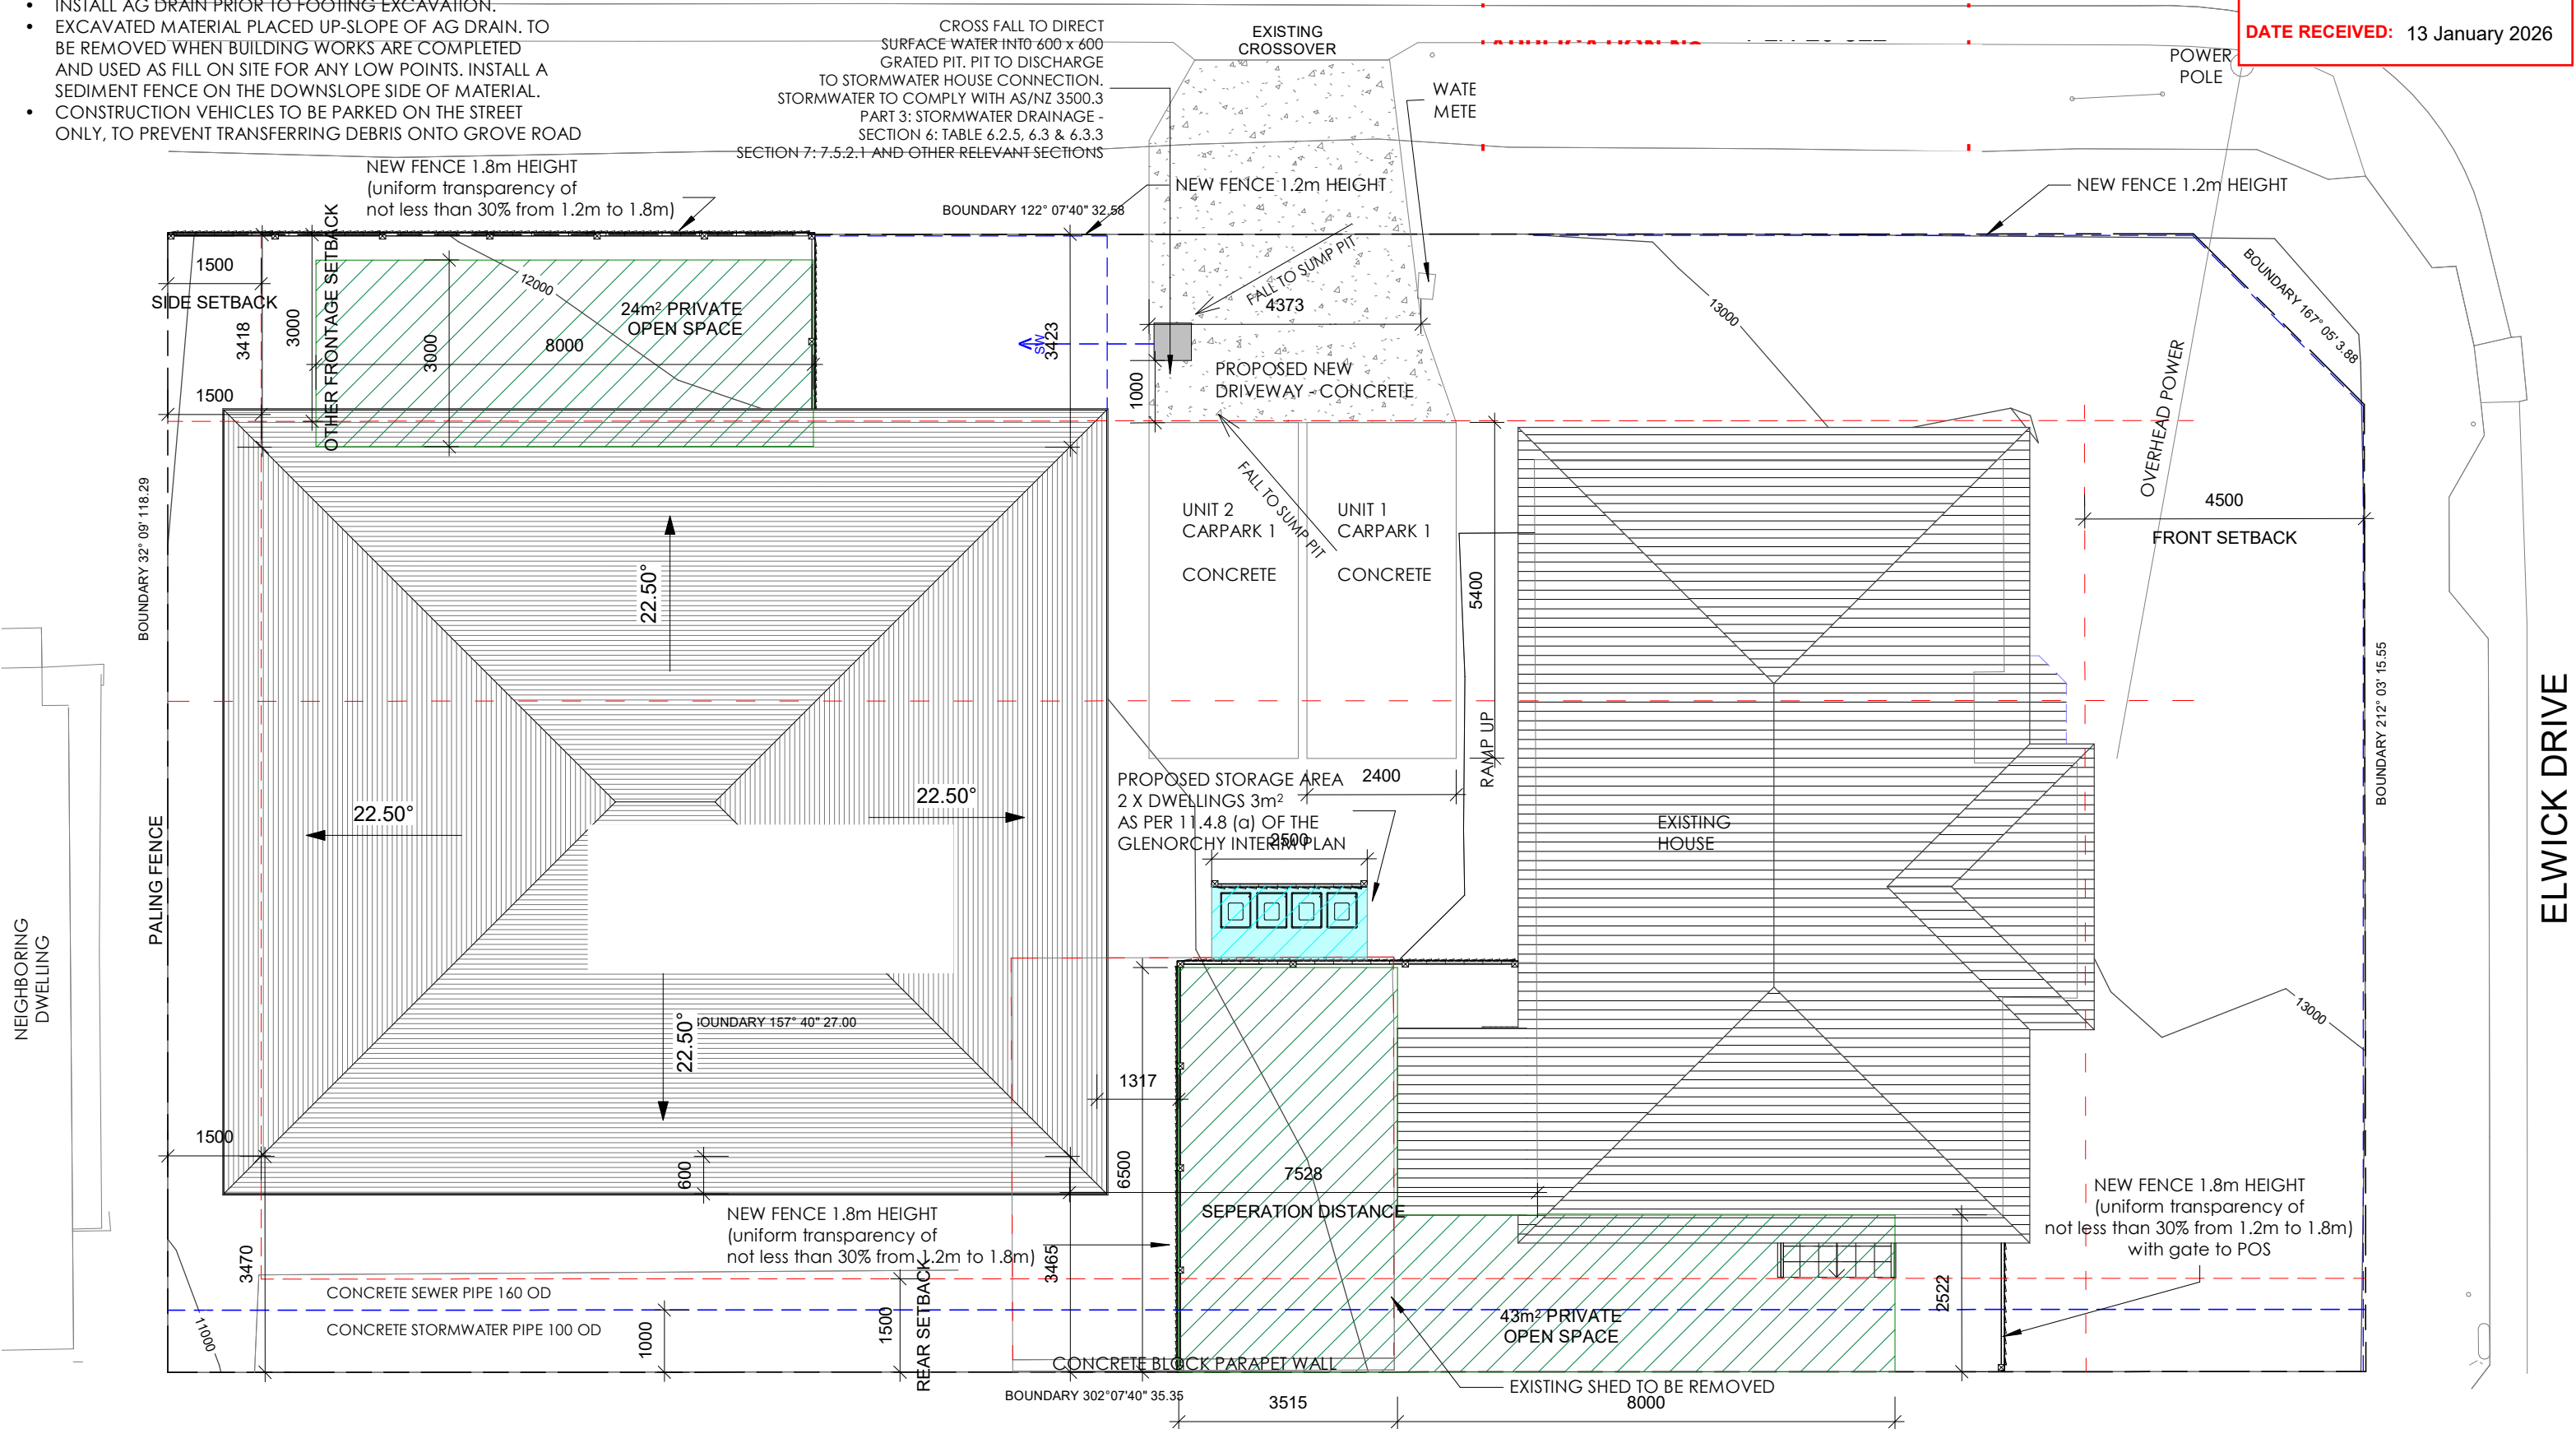 • INSTALL AG DRAIN PRIOR TO FOOTING EXCAVATION.
• EXCAVATED MATERIAL PLACED UP-SLOPE OF AG DRAIN. TO
BE REMOVED WHEN BUILDING WORKS ARE COMPLETED
AND USED AS FILL ON SITE FOR ANY LOW POINTS. INSTALL A
SEDIMENT FENCE ON THE DOWNSLOPE SIDE OF MATERIAL.
• CONSTRUCTION VEHICLES TO BE PARKED ON THE STREET
ONLY, TO PREVENT TRANSFERRING DEBRIS ONTO GROVE ROAD
CROSS FALL TO DIRECT
SURFACE WATER INT0 600 x 600
GRATED PIT. PIT TO DISCHARGE
TO STORMWATER HOUSE CONNECTION.
STORMWATER TO COMPLY WITH AS/NZ 3500.3
PART 3: STORMWATER DRAINAGE -
SECTION 6: TABLE 6.2.5, 6.3 & 6.3.3
SECTION 7: 7.5.2.1 AND OTHER RELEVANT SECTIONS
EXISTING
CROSSOVER
WATE
METE
DATE RECEIVED: 13 January 2026
POWER
POLE
NEW FENCE 1.8m HEIGHT
(uniform transparency of
not less than 30% from 1.2m to 1.8m)
BOUNDARY 122° 07'40" 32.58
NEW FENCE 1.2m HEIGHT
NEW FENCE 1.2m HEIGHT
BOUNDARY 167° 05' 3.88
1500
SIDE SETBACK
3418
3000
OTHER FRONTAGE SETBACK
3000
12000
24m² PRIVATE
OPEN SPACE
8000
1500
SW
3423
FALL TO SUMP PIT
4373
1000
PROPOSED NEW
DRIVEWAY - CONCRETE
13000
OVERHEAD POWER
4500
FRONT SETBACK
BOUNDARY 32° 09' 118.29
FALL TO SUMP PIT
UNIT 2
CARPARK 1
CONCRETE
UNIT 1
CARPARK 1
CONCRETE
5400
RAMP UP
22.50°
22.50°
22.50°
22.50°
2400
PROPOSED STORAGE AREA
2 X DWELLINGS 3m²
AS PER 11.4.8 (a) OF THE
GLENORCHY INTERIM PLAN
2500
EXISTING
HOUSE
BOUNDARY 212° 03' 15.55
ELWICK DRIVE
PALING FENCE
NEIGHBORING
DWELLING
13000
BOUNDARY 157° 40" 27.00
1317
1500
600
6500
7528
SEPERATION DISTANCE
NEW FENCE 1.8m HEIGHT
(uniform transparency of
not less than 30% from 1.2m to 1.8m)
NEW FENCE 1.8m HEIGHT
(uniform transparency of
not less than 30% from 1.2m to 1.8m)
with gate to POS
3470
3465
CONCRETE SEWER PIPE 160 OD
CONCRETE STORMWATER PIPE 100 OD
11000
1000
1500
REAR SETBACK
2522
43m² PRIVATE
OPEN SPACE
CONCRETE BLOCK PARAPET WALL
EXISTING SHED TO BE REMOVED
BOUNDARY 302°07'40" 35.35
3515
8000